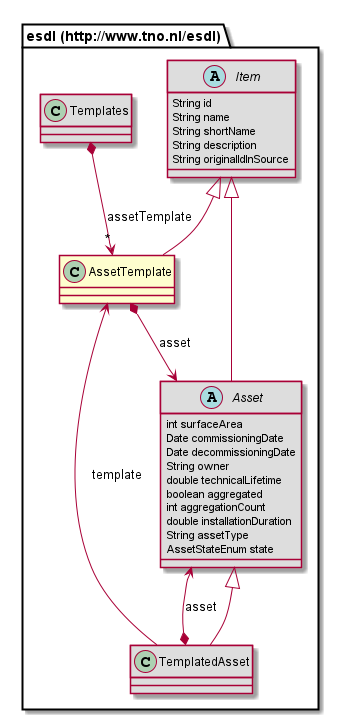 esdl (http://www.tno.nl/esdl)
A Item
String id
String name
String shortName
String description
String originalIdInSource
C Templates
assetTemplate
*
C AssetTemplate
asset
A Asset
int surfaceArea
Date commissioningDate
Date decommissioningDate
String owner
double technicalLifetime
boolean aggregated
int aggregationCount
double installationDuration
String assetType
AssetStateEnum state
template
asset
C TemplatedAsset